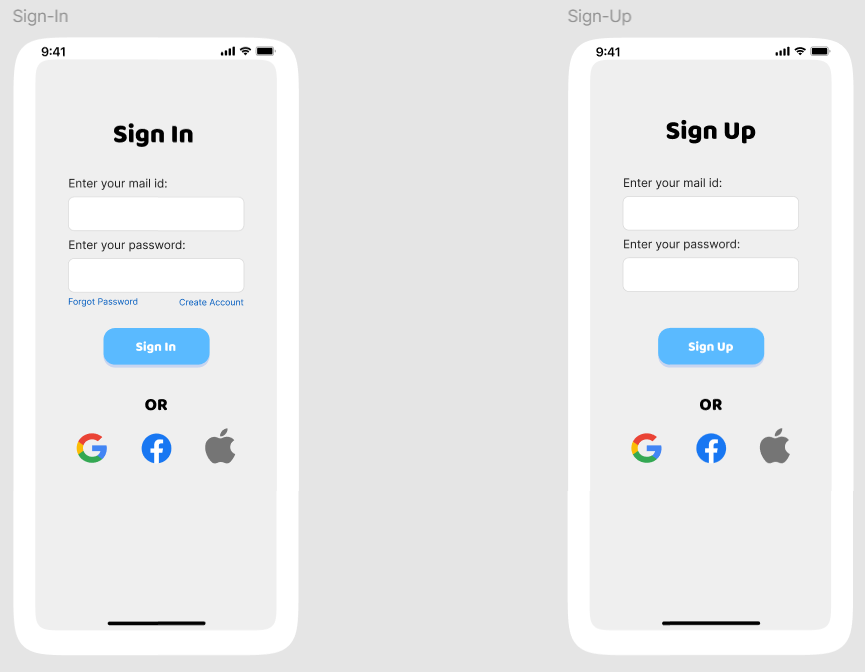 Sign-In
9:41
Sign In
Enter your mail id:
Enter your password:
Forgot Password
Create Account
Sign In
OR
Sign-Up
9:41
Sign Up
Enter your mail id:
Enter your password:
Sign Up
OR